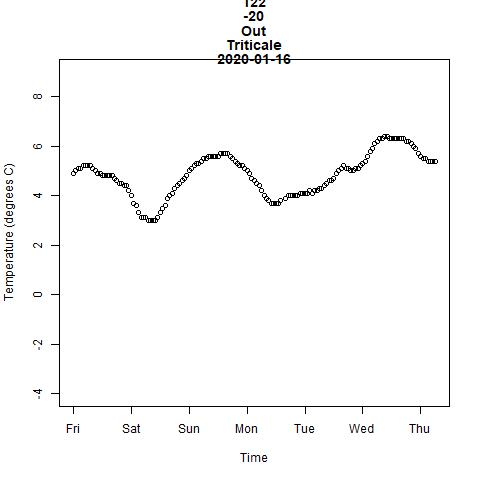 122
-20
Out
Triticale
2020-01-16
Temperature (degrees C)
8
6
4
2
0
-2
-4
Fri Sat Sun Mon Tue Wed Thu
Time